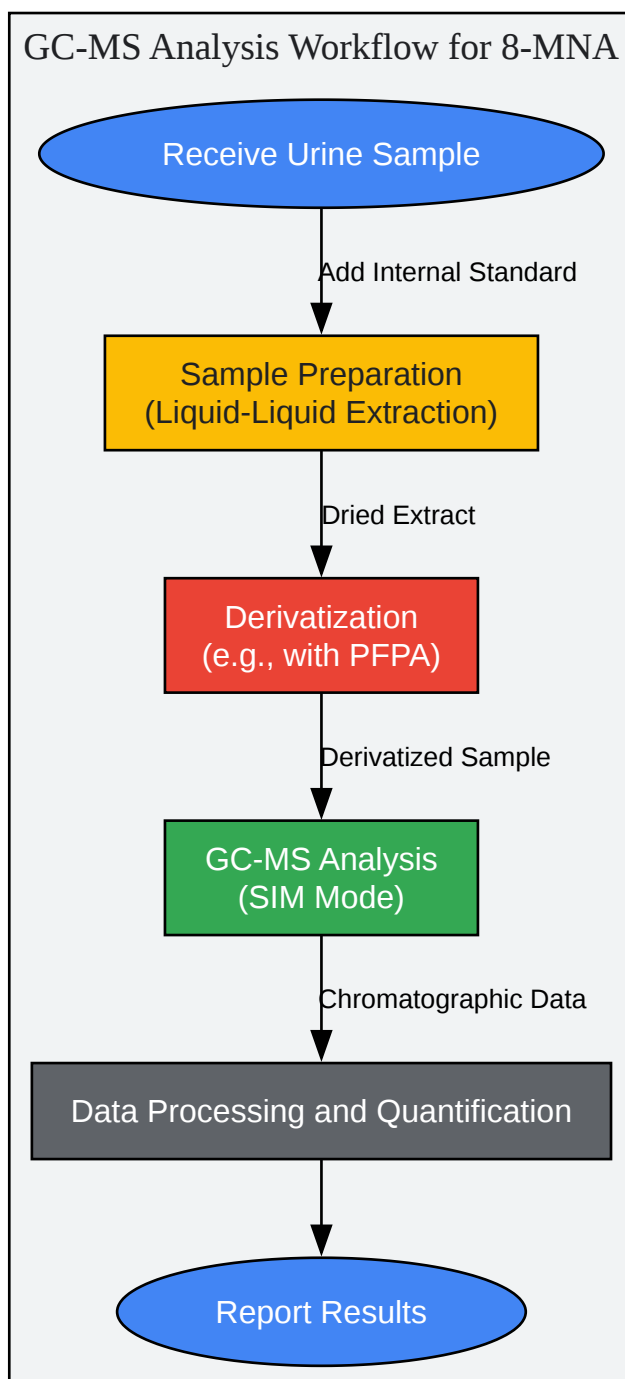 GC-MS Analysis Workflow for 8-MNA
Receive Urine Sample
Add Internal Standard
Sample Preparation
(Liquid-Liquid Extraction)
Dried Extract
Derivatization
(e.g., with PFPA)
Derivatized Sample
GC-MS Analysis
(SIM Mode)
Chromatographic Data
Data Processing and Quantification
Report Results